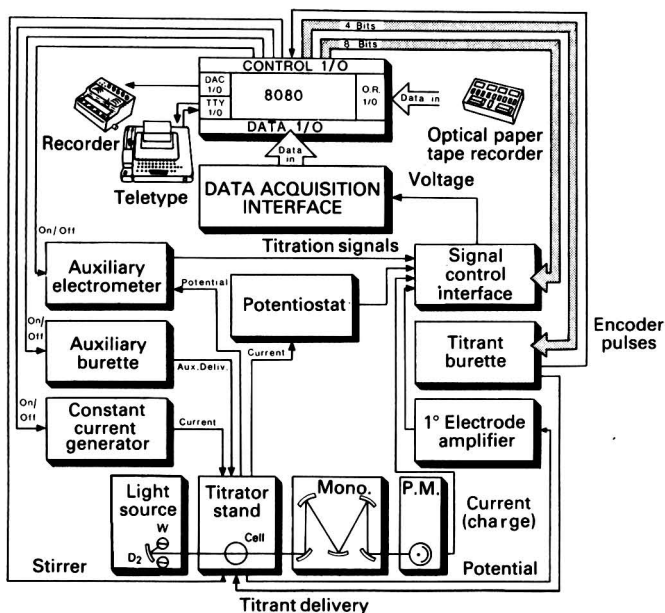 4 Bits
8 Bits
CONTROL I/O
DAC
I/O
TTY
I/O
8080
O.R.
I/O
DATA I/O
Data in
Data
in
Recorder
Teletype
Optical paper
tape recorder
DATA ACQUISITION
INTERFACE
Voltage
On/Off
Titration signals
Auxiliary
electrometer
Potential
Potentiostat
Signal
control
interface
On/
Off
Auxiliary
burette
Aux.Deliv.
Current
Titrant
burette
Encoder
pulses
On/
Off
Constant
current
generator
Current
1° Electrode
amplifier
Light
source
W
D2
Titrator
stand
Cell
Mono.
P.M.
Current
(charge)
Stirrer
Potential
Titrant delivery